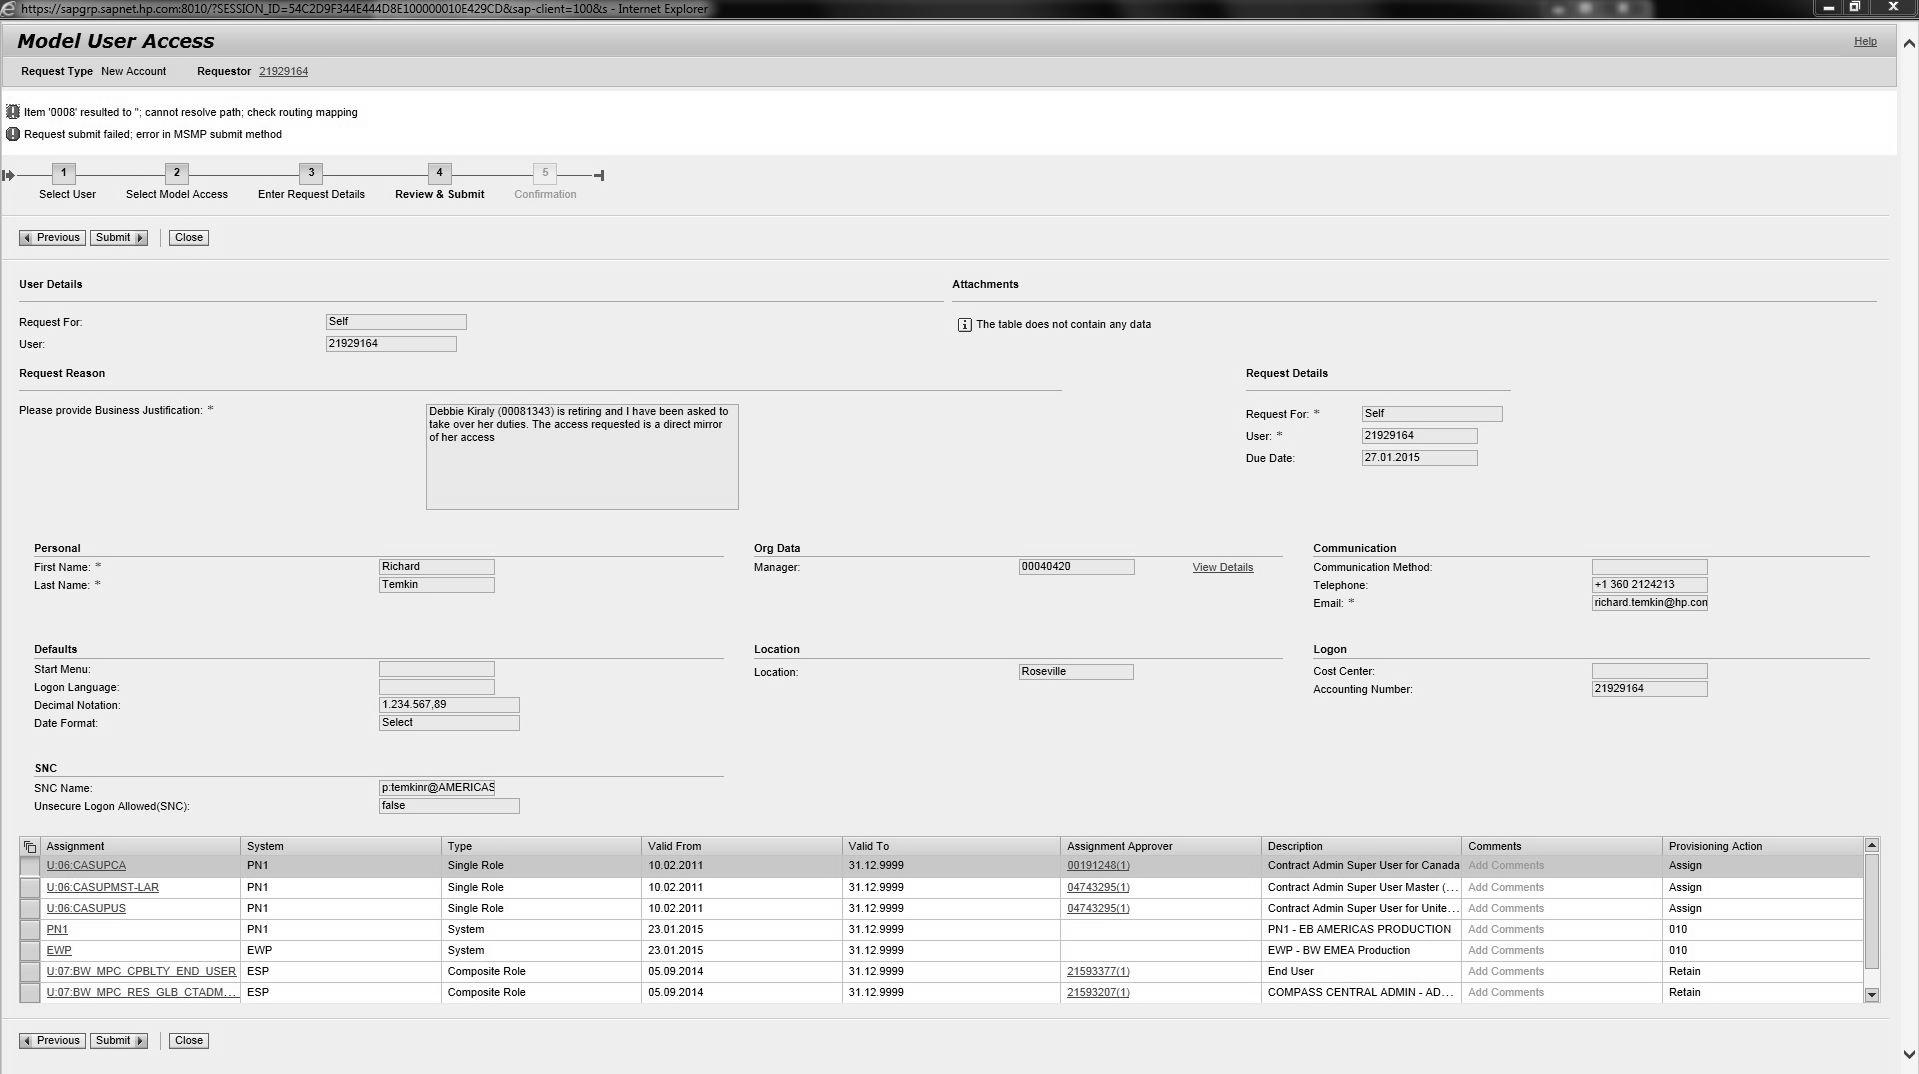 https://sapgrp.sapnet.hp.com:8010/?SESSION_ID=54C2D9F344E444D8E100000010E429CD&sap-client=100&s - Internet Explorer
Model User Access
Help
Request Type New Account Requestor 21929164
Item '0008' resulted to ''; cannot resolve path; check routing mapping
Request submit failed; error in MSMP submit method
1 2 3 4 5
Select User Select Model Access Enter Request Details Review & Submit Confirmation
Previous Submit Close
User Details Attachments
Request For: Self
The table does not contain any data
User: 21929164
Request Reason Request Details
Please provide Business Justification: *
Debbie Kiraly (00081343) is retiring and I have been asked to
take over her duties. The access requested is a direct mirror
of her access
Request For: * Self
User: * 21929164
Due Date: 27.01.2015
Personal Org Data Communication
First Name: * Richard Manager: 00040420 View Details Communication Method:
Last Name: * Temkin Telephone: +1 360 2124213
Email: * richard.temkin@hp.con
Defaults Location Logon
Start Menu: Location: Roseville Cost Center:
Logon Language: Accounting Number: 21929164
Decimal Notation: 1.234.567,89
Date Format: Select
SNC
SNC Name: p:temkinr@AMERICAS
Unsecure Logon Allowed(SNC): false
Assignment System Type Valid From Valid To Assignment Approver Description Comments Provisioning Action
U:06:CASUPCA PN1 Single Role 10.02.2011 31.12.9999 00191248(1) Contract Admin Super User for Canada Add Comments Assign
U:06:CASUPMST-LAR PN1 Single Role 10.02.2011 31.12.9999 04743295(1) Contract Admin Super User Master (... Add Comments Assign
U:06:CASUPUS PN1 Single Role 10.02.2011 31.12.9999 04743295(1) Contract Admin Super User for Unite... Add Comments Assign
PN1 PN1 System 23.01.2015 31.12.9999 PN1 - EB AMERICAS PRODUCTION Add Comments 010
EWP EWP System 23.01.2015 31.12.9999 EWP - BW EMEA Production Add Comments 010
U:07:BW_MPC_CPBLTY_END_USER ESP Composite Role 05.09.2014 31.12.9999 21593377(1) End User Add Comments Retain
U:07:BW_MPC_RES_GLB_CTADM... ESP Composite Role 05.09.2014 31.12.9999 21593207(1) COMPASS CENTRAL ADMIN - AD... Add Comments Retain
Previous Submit Close